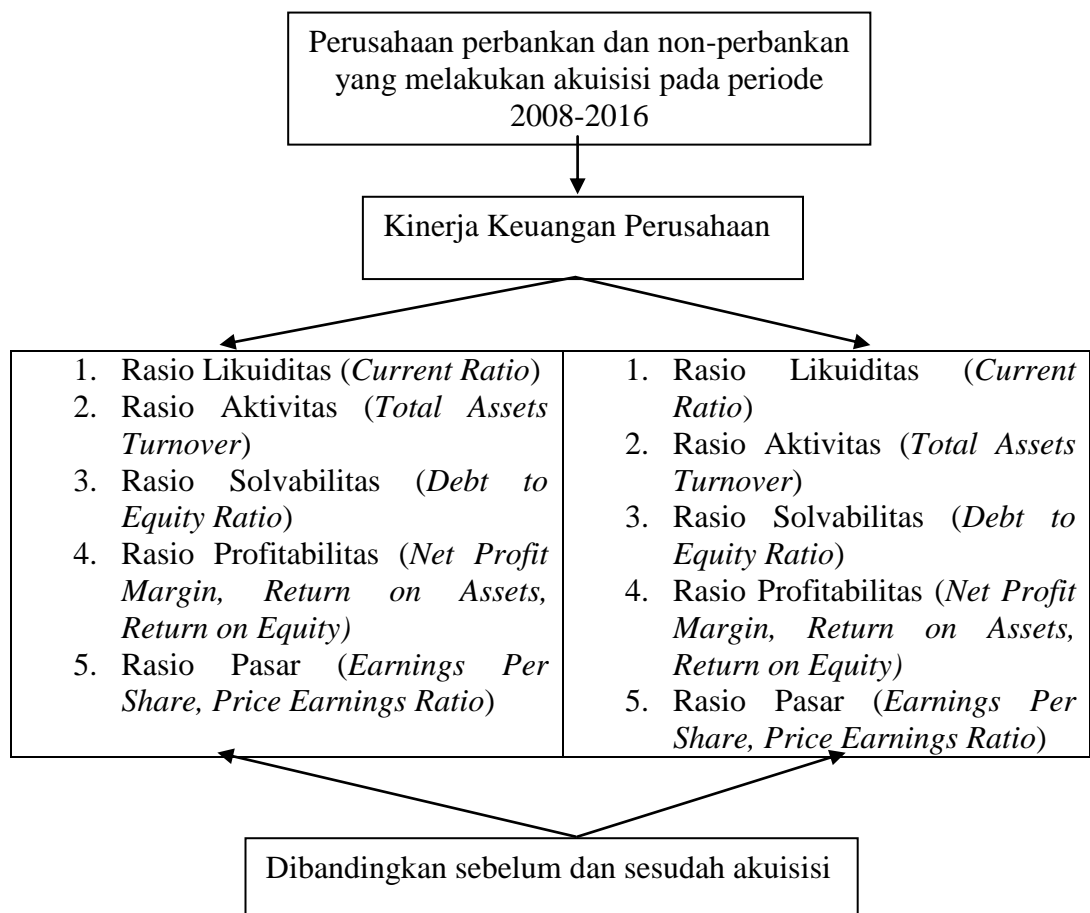 Perusahaan perbankan dan non-perbankan
yang melakukan akuisisi pada periode
2008-2016
Kinerja Keuangan Perusahaan
1. Rasio Likuiditas (Current Ratio)
2. Rasio Aktivitas (Total Assets
Turnover)
3. Rasio Solvabilitas (Debt to
Equity Ratio)
4. Rasio Profitabilitas (Net Profit
Margin, Return on Assets,
Return on Equity)
5. Rasio Pasar (Earnings Per
Share, Price Earnings Ratio)
1. Rasio Likuiditas (Current
Ratio)
2. Rasio Aktivitas (Total Assets
Turnover)
3. Rasio Solvabilitas (Debt to
Equity Ratio)
4. Rasio Profitabilitas (Net Profit
Margin, Return on Assets,
Return on Equity)
5. Rasio Pasar (Earnings Per
Share, Price Earnings Ratio)
Dibandingkan sebelum dan sesudah akuisisi